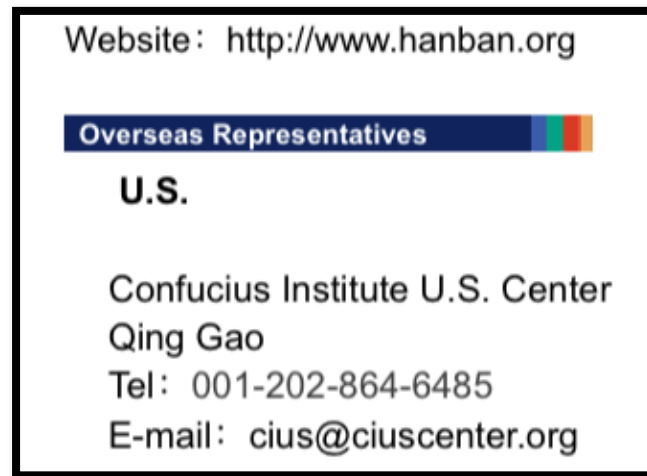 Website：http://www.hanban.org
Overseas Representatives
U.S.
Confucius Institute U.S. Center
Qing Gao
Tel：001-202-864-6485
E-mail：cius@ciuscenter.org